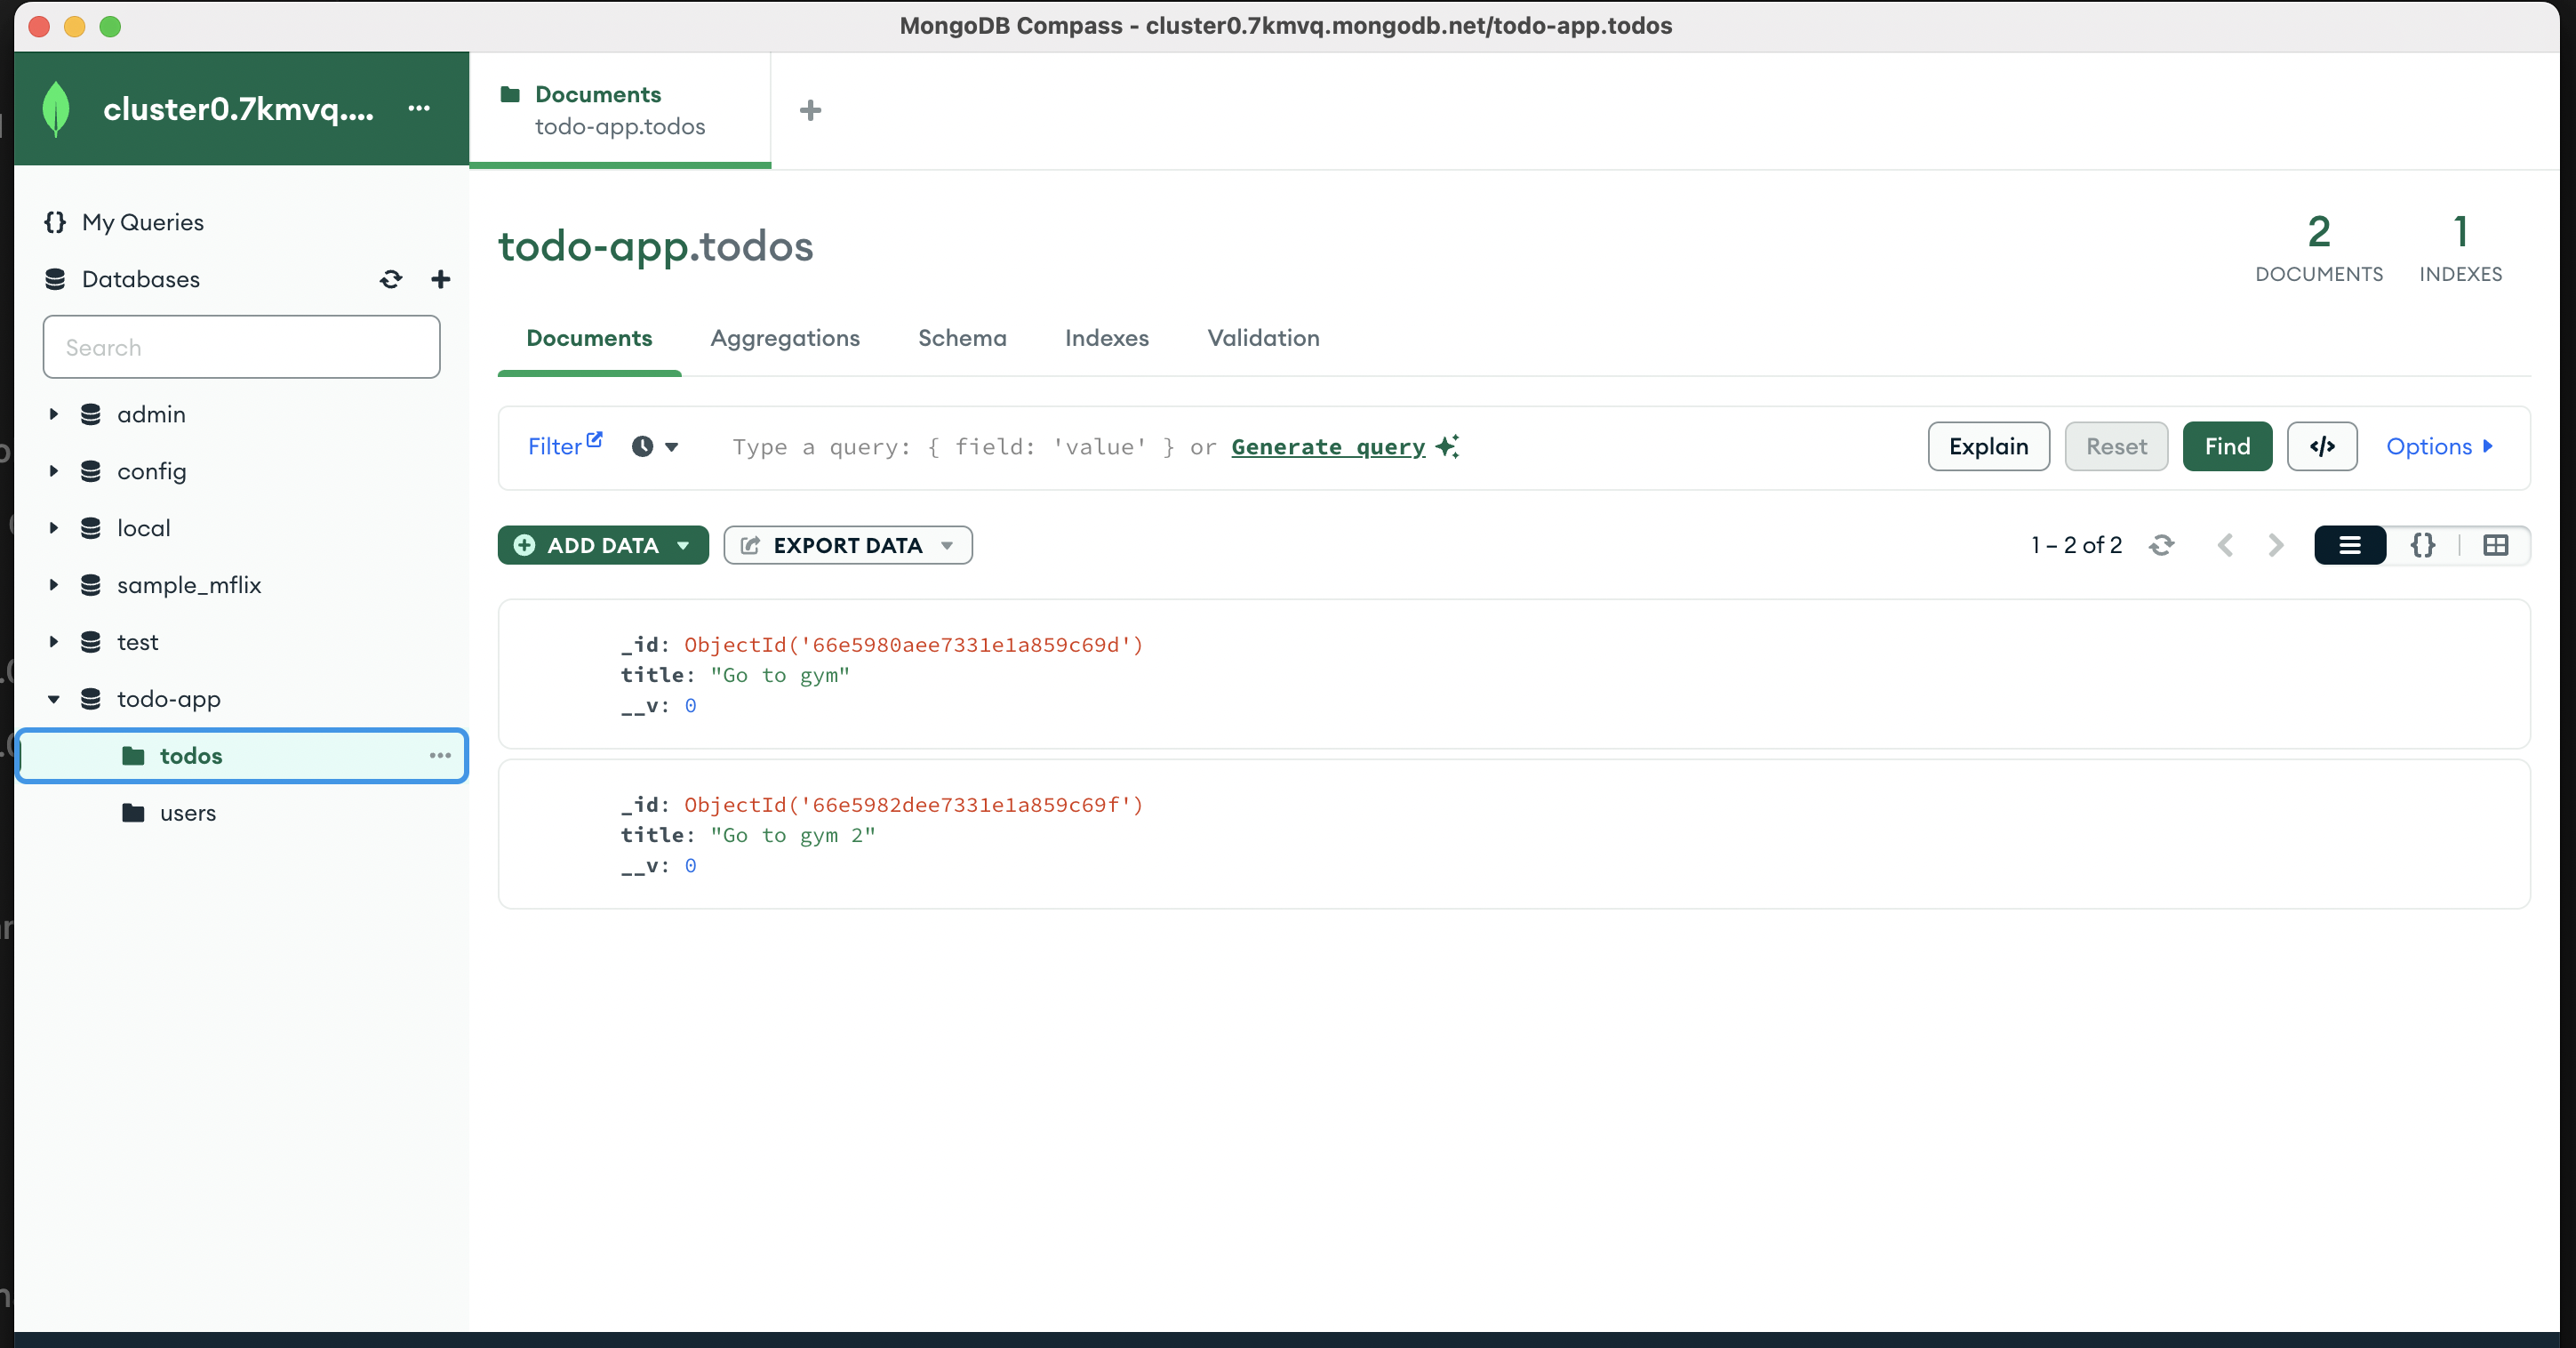 MongoDB Compass - cluster0.7kmvq.mongodb.net/todo-app.todos
cluster0.7kmvq....
Documents
todo-app.todos
My Queries
Databases
Search
admin
config
local
sample_mflix
test
todo-app
todos
users
todo-app.todos
2
DOCUMENTS
1
INDEXES
Documents Aggregations Schema Indexes Validation
Filter Type a query: { field: 'value' } or Generate query Explain Reset Find </> Options
ADD DATA EXPORT DATA 1 – 2 of 2 {}
_id: ObjectId('66e5980aee7331e1a859c69d')
title: "Go to gym"
__v: 0
_id: ObjectId('66e5982dee7331e1a859c69f')
title: "Go to gym 2"
__v: 0